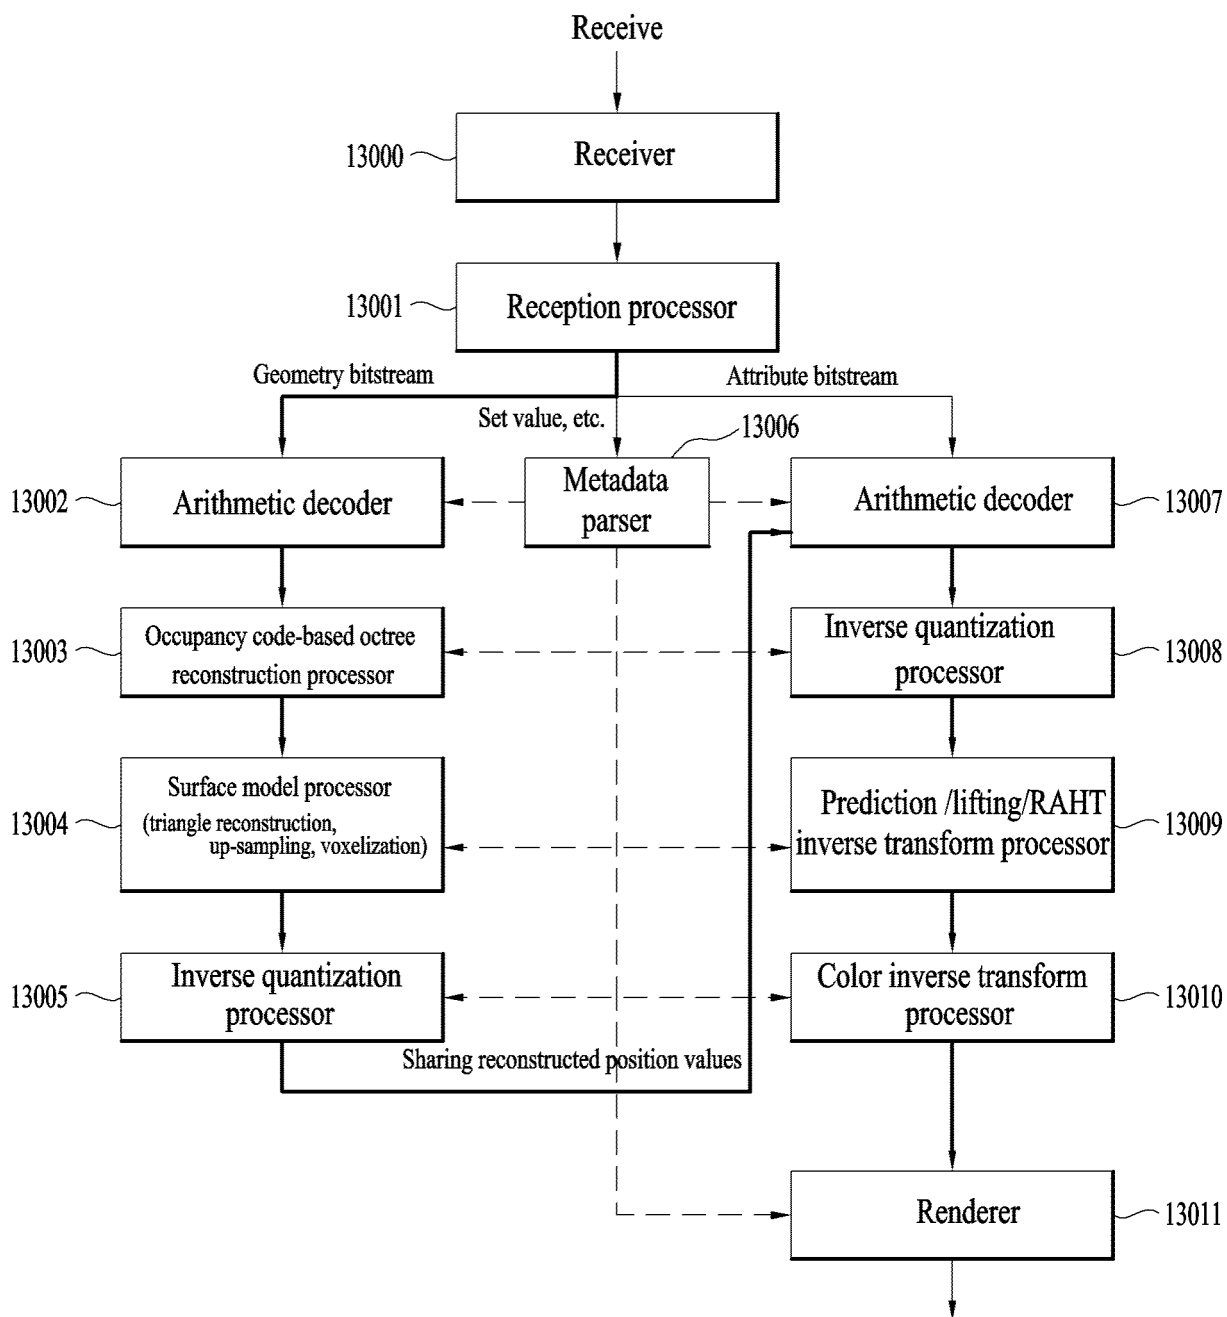 Receive
13000
Receiver
13001
Reception processor
Geometry bitstream
Attribute bitstream
Set value, etc.
13006
13002
Arithmetic decoder
Metadata
parser
Arithmetic decoder
13007
13003
Occupancy code-based octree
reconstruction processor
Inverse quantization
processor
13008
13004
Surface model processor
(triangle reconstruction,
up-sampling, voxelization)
Prediction /lifting/RAHT
inverse transform processor
13009
13005
Inverse quantization
processor
Color inverse transform
processor
13010
Sharing reconstructed position values
Renderer
13011